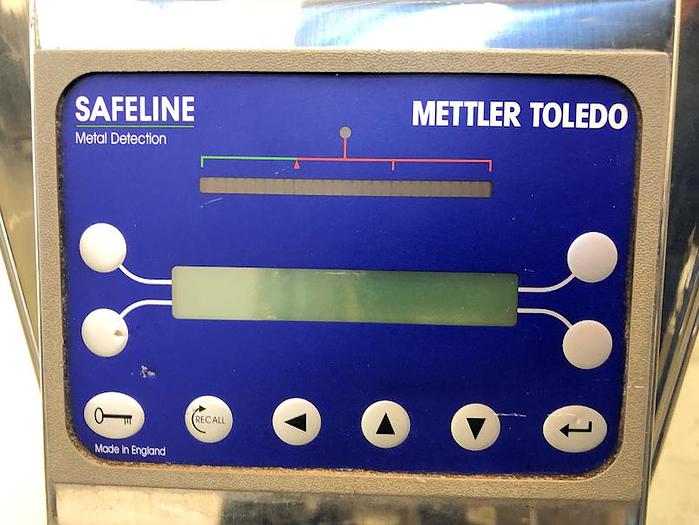 SAFELINE
Metal Detection
METTLER TOLEDO
RECALL
Made in England